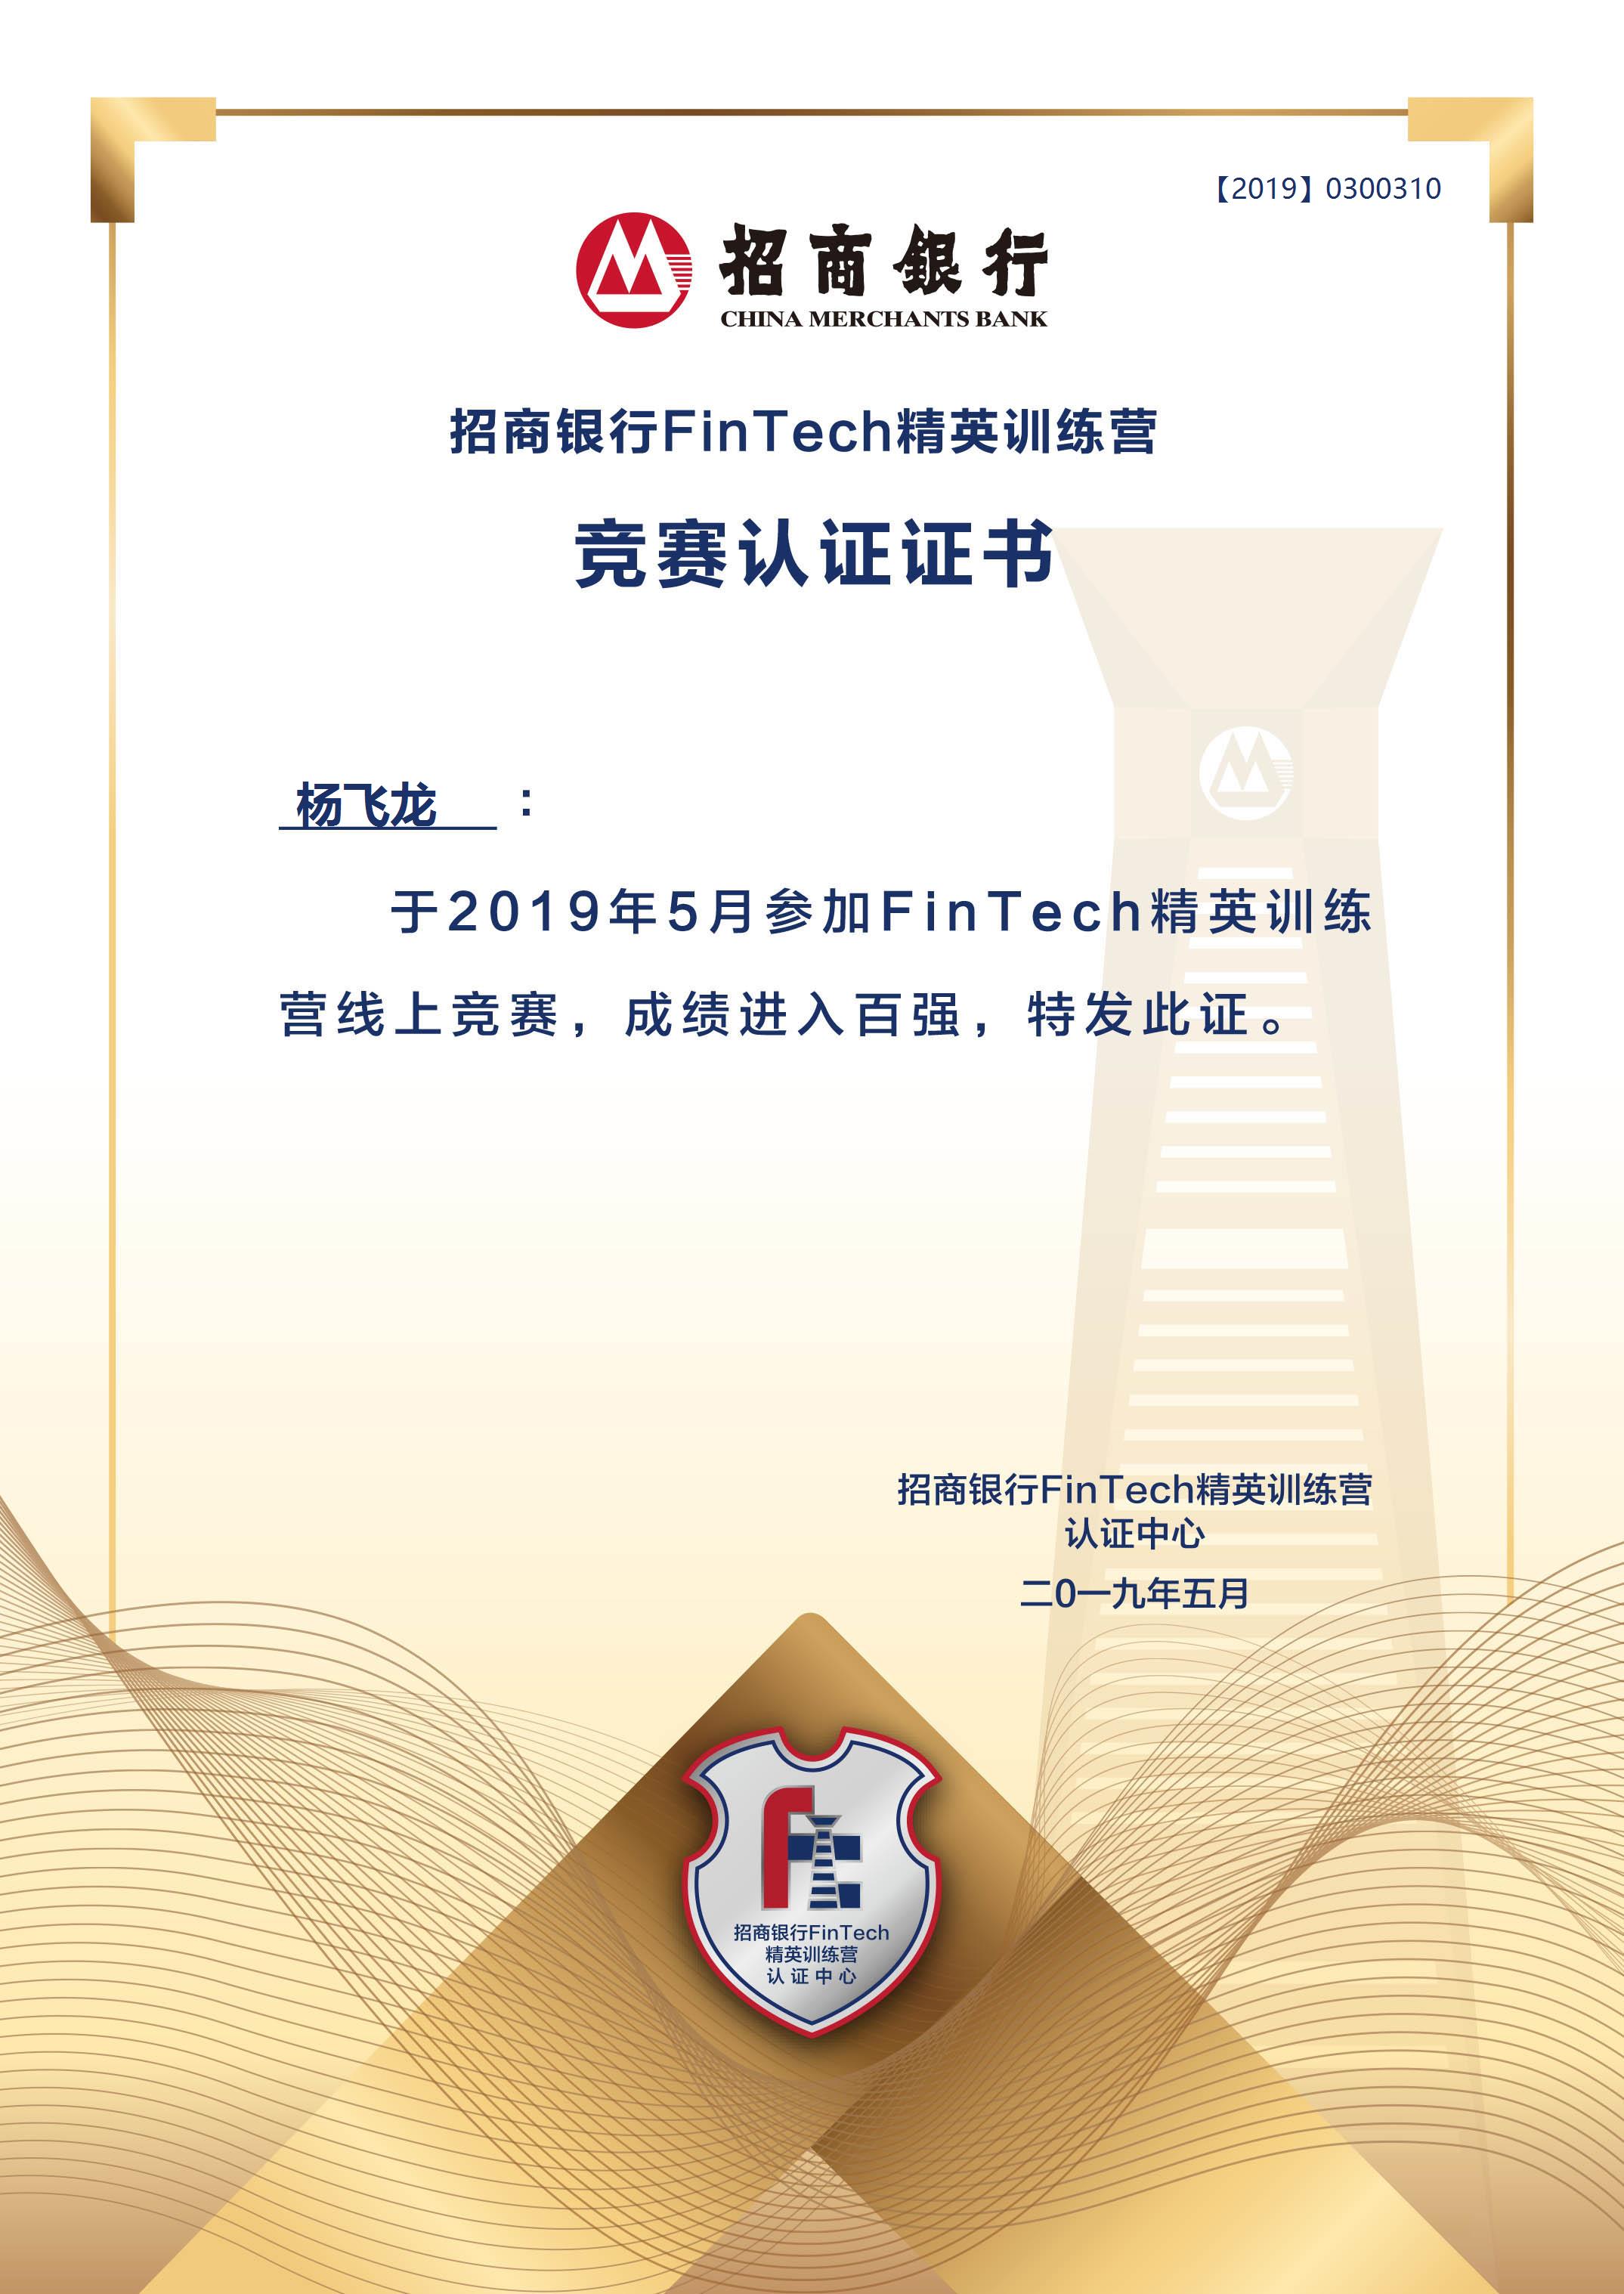 【2019】0300310
招商銀行
CHINA MERCHANTS BANK
招商银行FinTech精英训练营
竞赛认证证书
杨飞龙 ：
于2019年5月参加FinTech精英训练
营线上竞赛，成绩进入百强，特发此证。
招商银行FinTech精英训练营
认证中心
二0一九年五月
招商银行FinTech
精英训练营
认证中心